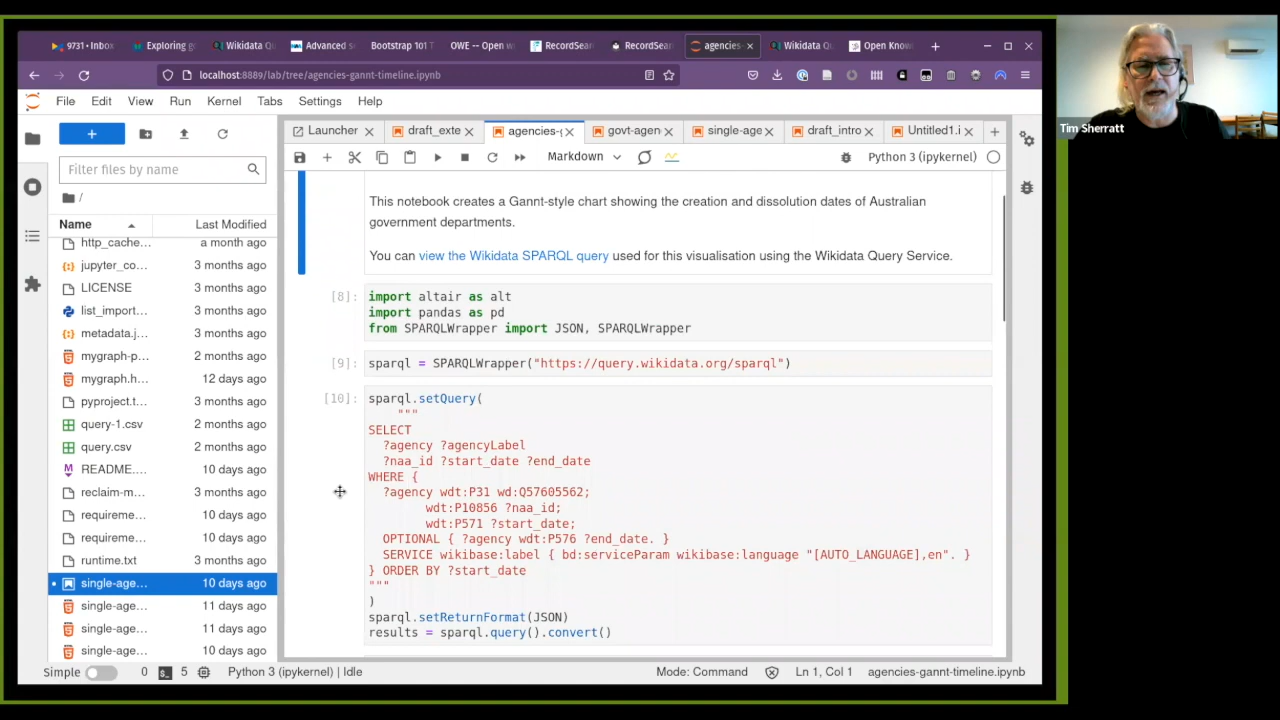 9731 • Inbox
Exploring g
Wikidata Qu
Advanced s
Bootstrap 101 T
OWE -- Open w
RecordSea
RecordSear
agencies-
Wikidata Qu
Open Know
localhost:8889/lab/tree/agencies-gannt-timeline.ipynb
File Edit View Run Kernel Tabs Settings Help
Launcher
draft_exte
agencies-g
govt-agen
single-age
draft_intro
Untitled1.i
Markdown
Python 3 (ipykernel)
Filter files by name
/
Name Last Modified
http_cache… a month ago
jupyter_co… 3 months ago
LICENSE 3 months ago
list_import… 3 months ago
metadata.j… 3 months ago
mygraph-p… 2 months ago
mygraph.h… 12 days ago
pyproject.t… 3 months ago
query-1.csv 2 months ago
query.csv 2 months ago
README.… 10 days ago
reclaim-m… 3 months ago
requireme… 10 days ago
requireme… 10 days ago
runtime.txt 3 months ago
single-age… 10 days ago
single-age… 11 days ago
single-age… 11 days ago
single-age… 10 days ago
This notebook creates a Gannt-style chart showing the creation and dissolution dates of Australian
government departments.
You can view the Wikidata SPARQL query used for this visualisation using the Wikidata Query Service.
[8]: import altair as alt
import pandas as pd
from SPARQLWrapper import JSON, SPARQLWrapper
[9]: sparql = SPARQLWrapper("https://query.wikidata.org/sparql")
[10]: sparql.setQuery(
"""
SELECT
?agency ?agencyLabel
?naa_id ?start_date ?end_date
WHERE {
?agency wdt:P31 wd:Q57605562;
wdt:P10856 ?naa_id;
wdt:P571 ?start_date;
OPTIONAL { ?agency wdt:P576 ?end_date. }
SERVICE wikibase:label { bd:serviceParam wikibase:language "[AUTO_LANGUAGE],en". }
} ORDER BY ?start_date
"""
)
sparql.setReturnFormat(JSON)
results = sparql.query().convert()
Simple 0 5 Python 3 (ipykernel) | Idle
Mode: Command Ln 1, Col 1 agencies-gannt-timeline.ipynb
Tim Sherratt